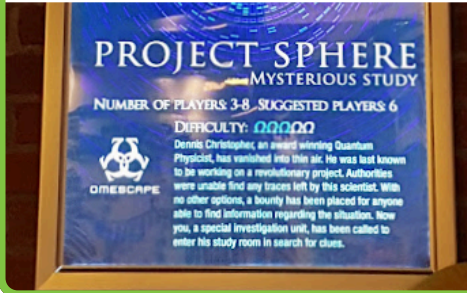 PROJECT SPHERE
MYSTERIOUS STUDY
NUMBER OF PLAYERS: 3-8 SUGGESTED PLAYERS: 6
DIFFICULTY:
Dennis Christopher, an award winning Quantum
Physicist, has vanished into thin air. He was last known
to be working on a revolutionary project. Authorities
were unable find any traces left by this scientist. With
no other options, a bounty has been placed for anyone
able to find information regarding the situation. Now
you, a special investigation unit, has been called to
enter his study room in search for clues.
OMESCAPE